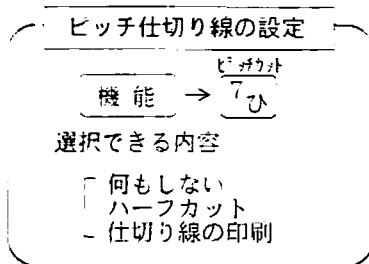 ピッチ仕切り線の設定
ピッチカット
機能 → 7ひ
選択できる内容
何もしない
ハーフカット
仕切り線の印刷